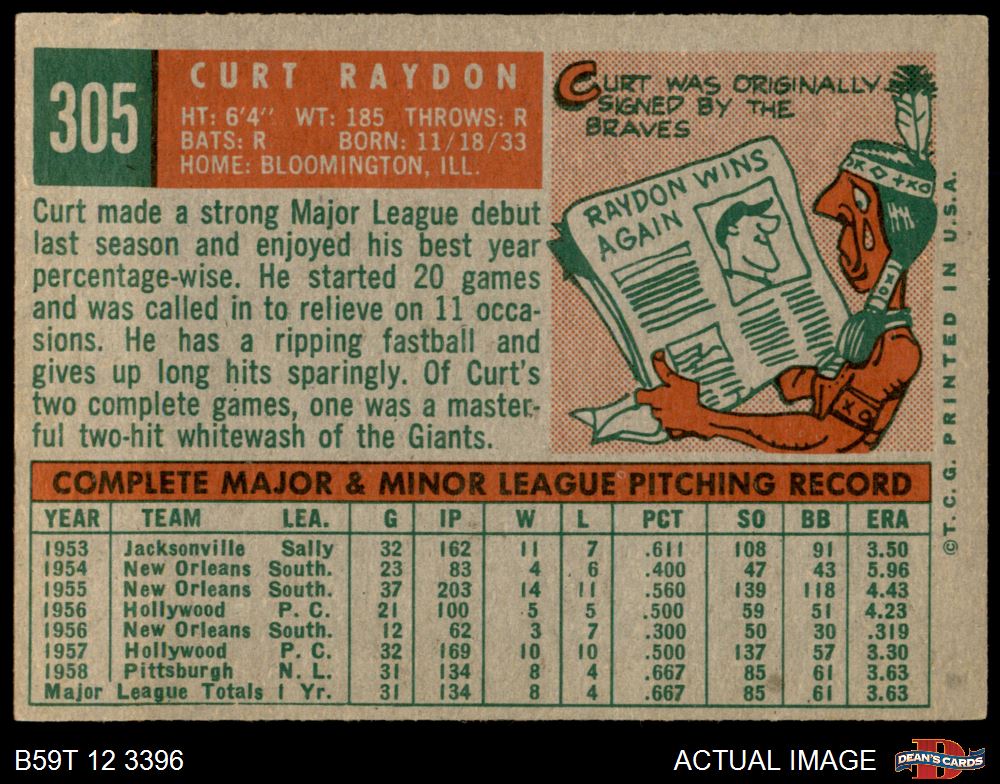 305
CURT RAYDON
HT: 6'4" WT: 185 THROWS: R
BATS: R BORN: 11/18/33
HOME: BLOOMINGTON, ILL.
CURT WAS ORIGINALLY
SIGNED BY THE
BRAVES
RAYDON WINS
AGAIN
Curt made a strong Major League debut
last season and enjoyed his best year
percentage-wise. He started 20 games
and was called in to relieve on 11 occa-
sions. He has a ripping fastball and
gives up long hits sparingly. Of Curt's
two complete games, one was a master-
ful two-hit whitewash of the Giants.
©T. C. G. PRINTED IN U.S.A.
COMPLETE MAJOR & MINOR LEAGUE PITCHING RECORD
YEAR TEAM LEA. G IP W L PCT SO BB ERA
1953 Jacksonville Sally 32 162 11 7 .611 108 91 3.50
1954 New Orleans South. 23 83 4 6 .400 47 43 5.96
1955 New Orleans South. 37 203 14 11 .560 139 118 4.43
1956 Hollywood P. C. 21 100 5 5 .500 59 51 4.23
1956 New Orleans South. 12 62 3 7 .300 50 30 .319
1957 Hollywood P. C. 32 169 10 10 .500 137 57 3.30
1958 Pittsburgh N. L. 31 134 8 4 .667 85 61 3.63
Major League Totals 1 Yr. 31 134 8 4 .667 85 .61 3.63
B59T 12 3396
ACTUAL IMAGE
DEAN'S CARDS